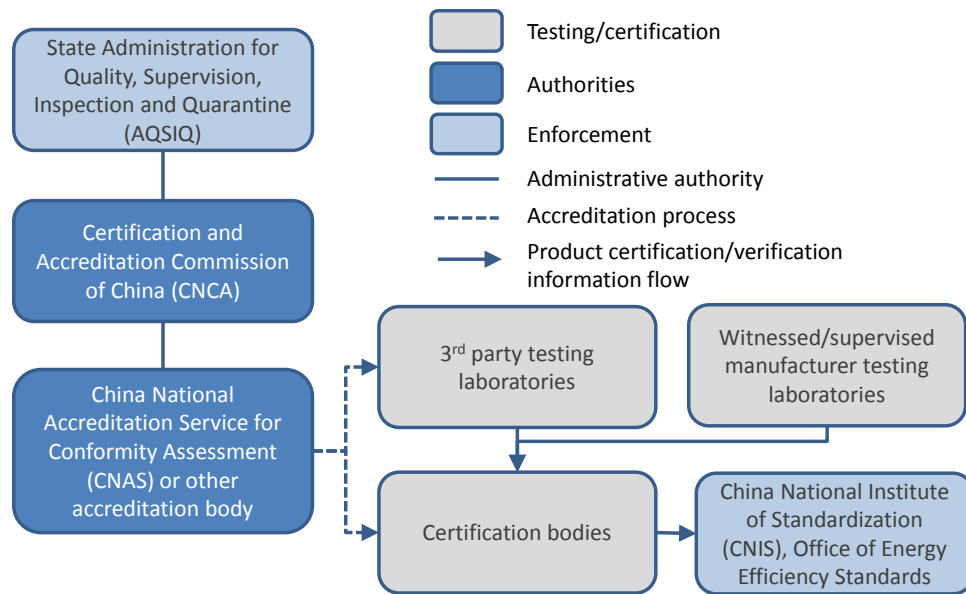 State Administration for
Quality, Supervision,
Inspection and Quarantine
(AQSIQ)
Certification and
Accreditation Commission
of China (CNCA)
China National
Accreditation Service for
Conformity Assessment
(CNAS) or other
accreditation body
Testing/certification
Authorities
Enforcement
Administrative authority
Accreditation process
Product certification/verification
information flow
3rd party testing
laboratories
Witnessed/supervised
manufacturer testing
laboratories
Certification bodies
China National Institute
of Standardization
(CNIS), Office of Energy
Efficiency Standards